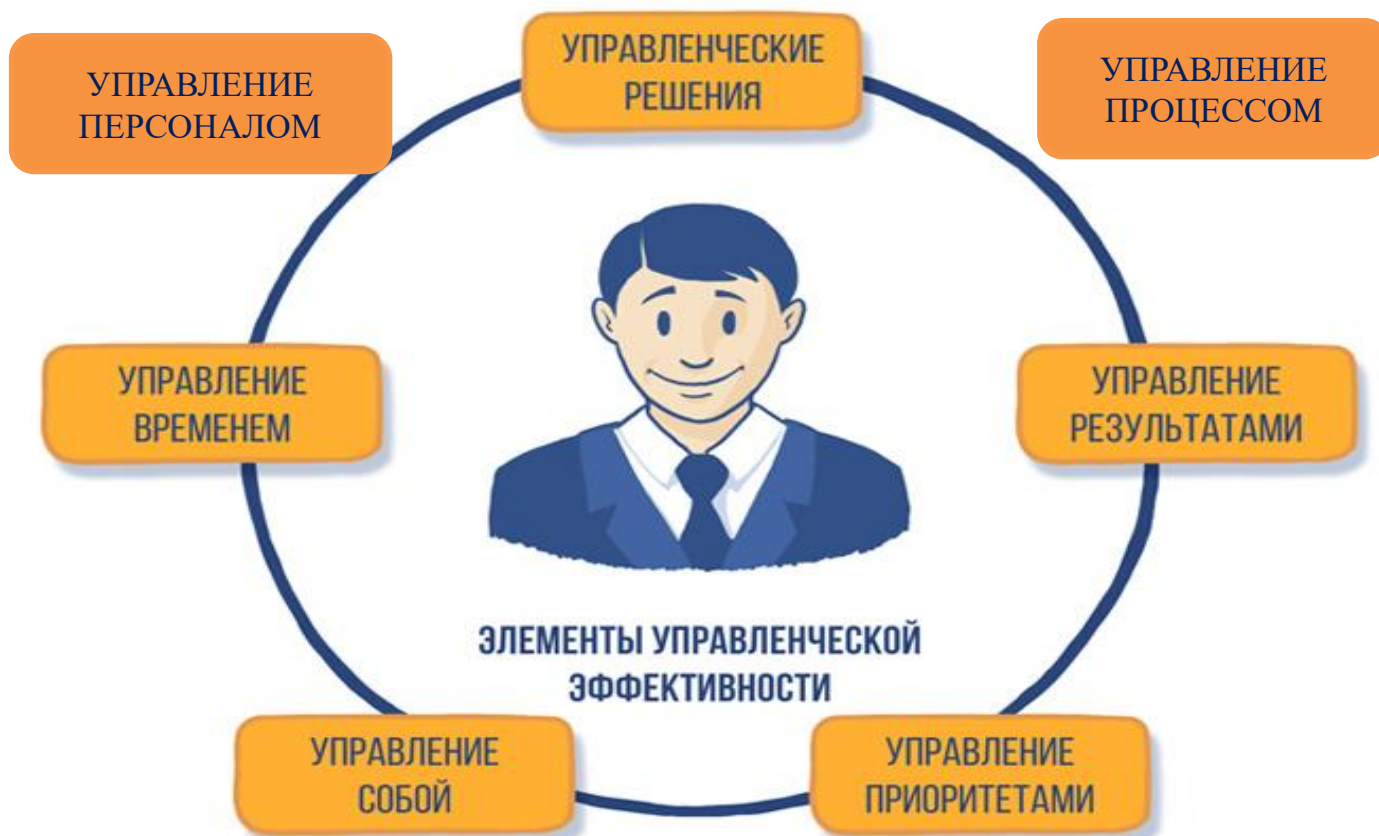 УПРАВЛЕНИЕ
ПЕРСОНАЛОМ
УПРАВЛЕНЧЕСКИЕ
РЕШЕНИЯ
УПРАВЛЕНИЕ
ПРОЦЕССОМ
УПРАВЛЕНИЕ
ВРЕМЕНЕМ
УПРАВЛЕНИЕ
РЕЗУЛЬТАТАМИ
ЭЛЕМЕНТЫ УПРАВЛЕНЧЕСКОЙ
ЭФФЕКТИВНОСТИ
УПРАВЛЕНИЕ
СОБОЙ
УПРАВЛЕНИЕ
ПРИОРИТЕТАМИ